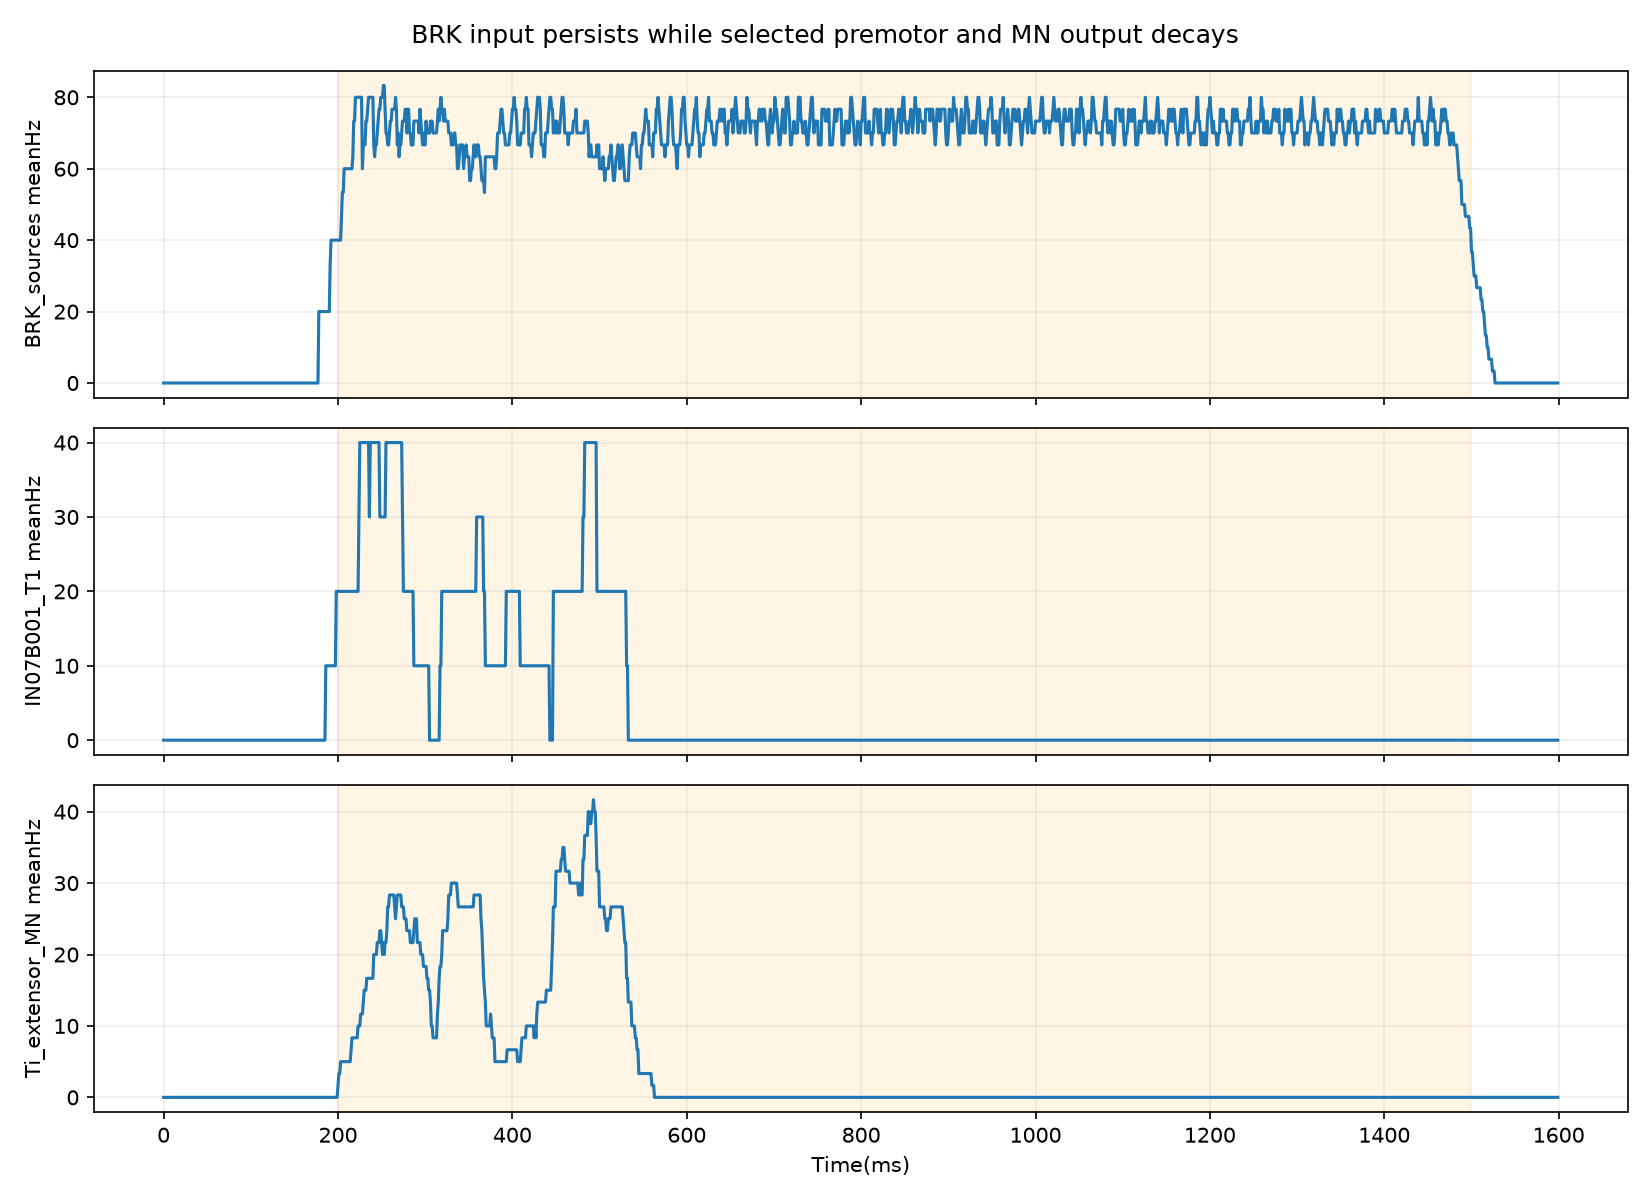 BRK input persists while selected premotor and MN output decays
BRK_sources meanHz
80
60
40
20
0
IN07B001_T1 meanHz
40
30
20
10
0
Ti_extensor_MN meanHz
40
30
20
10
0
0 200 400 600 800 1000 1200 1400 1600
Time(ms)